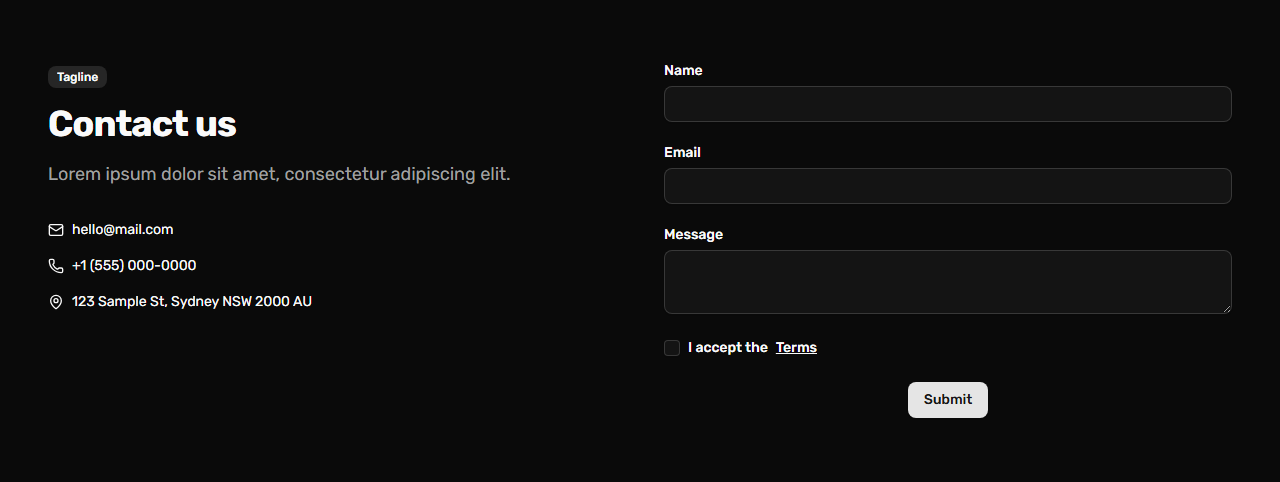 Tagline
Contact us
Lorem ipsum dolor sit amet, consectetur adipiscing elit.
hello@mail.com
+1 (555) 000-0000
123 Sample St, Sydney NSW 2000 AU
Name
Email
Message
I accept the Terms
Submit